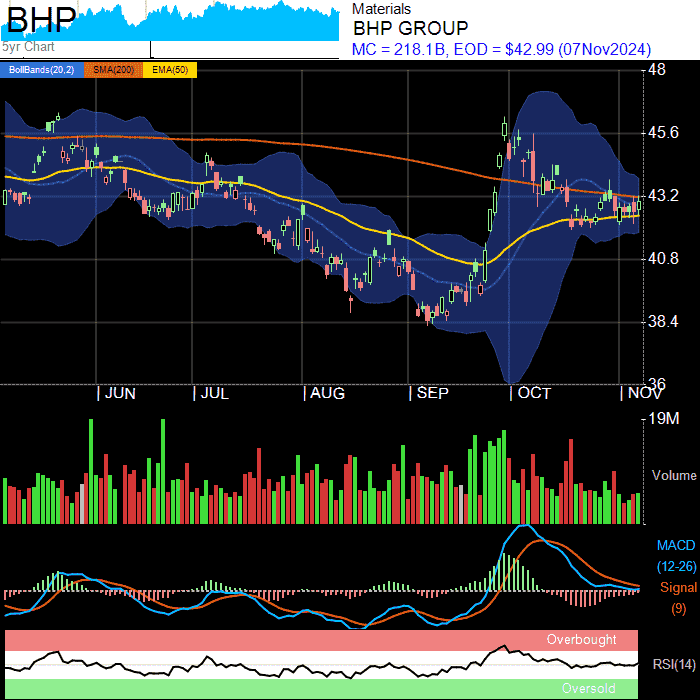 BHP
5yr Chart
Materials
BHP GROUP
MC = 218.1B, EOD = $42.99 (07Nov2024)
BollBands(20,2) SMA(200) EMA(50)
48
45.6
43.2
40.8
38.4
36
JUN JUL AUG SEP OCT NOV
19M
Volume
MACD
(12-26)
Signal
(9)
Overbought
RSI(14)
Oversold